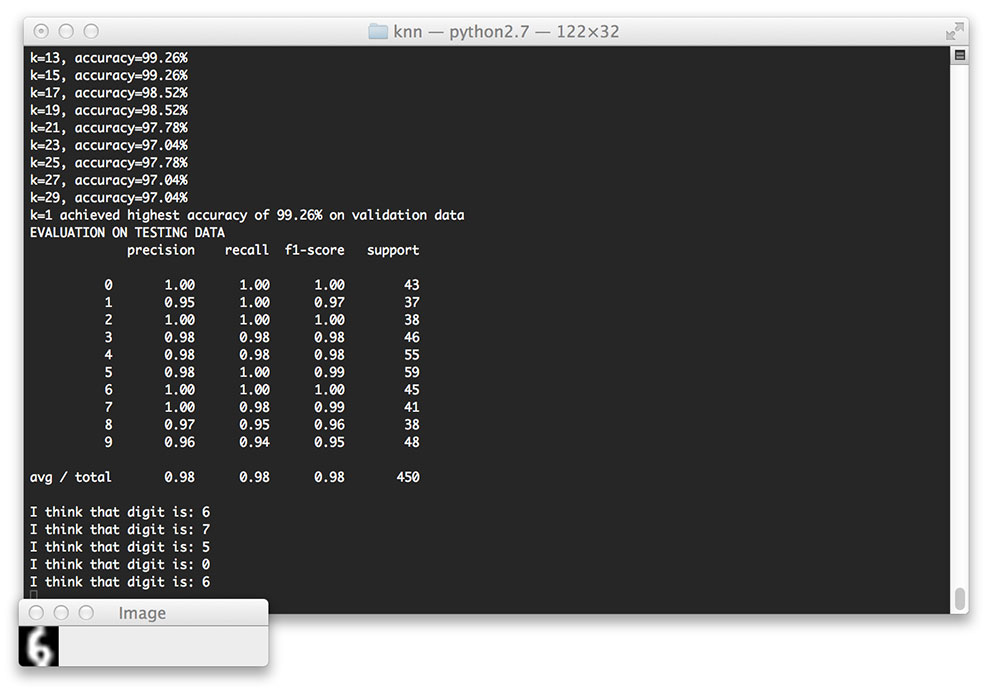 knn — python2.7 — 122×32
k=13, accuracy=99.26%
k=15, accuracy=99.26%
k=17, accuracy=98.52%
k=19, accuracy=98.52%
k=21, accuracy=97.78%
k=23, accuracy=97.04%
k=25, accuracy=97.78%
k=27, accuracy=97.04%
k=29, accuracy=97.04%
k=1 achieved highest accuracy of 99.26% on validation data
EVALUATION ON TESTING DATA
precision recall f1-score support
0 1.00 1.00 1.00 43
1 0.95 1.00 0.97 37
2 1.00 1.00 1.00 38
3 0.98 0.98 0.98 46
4 0.98 0.98 0.98 55
5 0.98 1.00 0.99 59
6 1.00 1.00 1.00 45
7 1.00 0.98 0.99 41
8 0.97 0.95 0.96 38
9 0.96 0.94 0.95 48
avg / total 0.98 0.98 0.98 450
I think that digit is: 6
I think that digit is: 7
I think that digit is: 5
I think that digit is: 0
I think that digit is: 6
Image
6